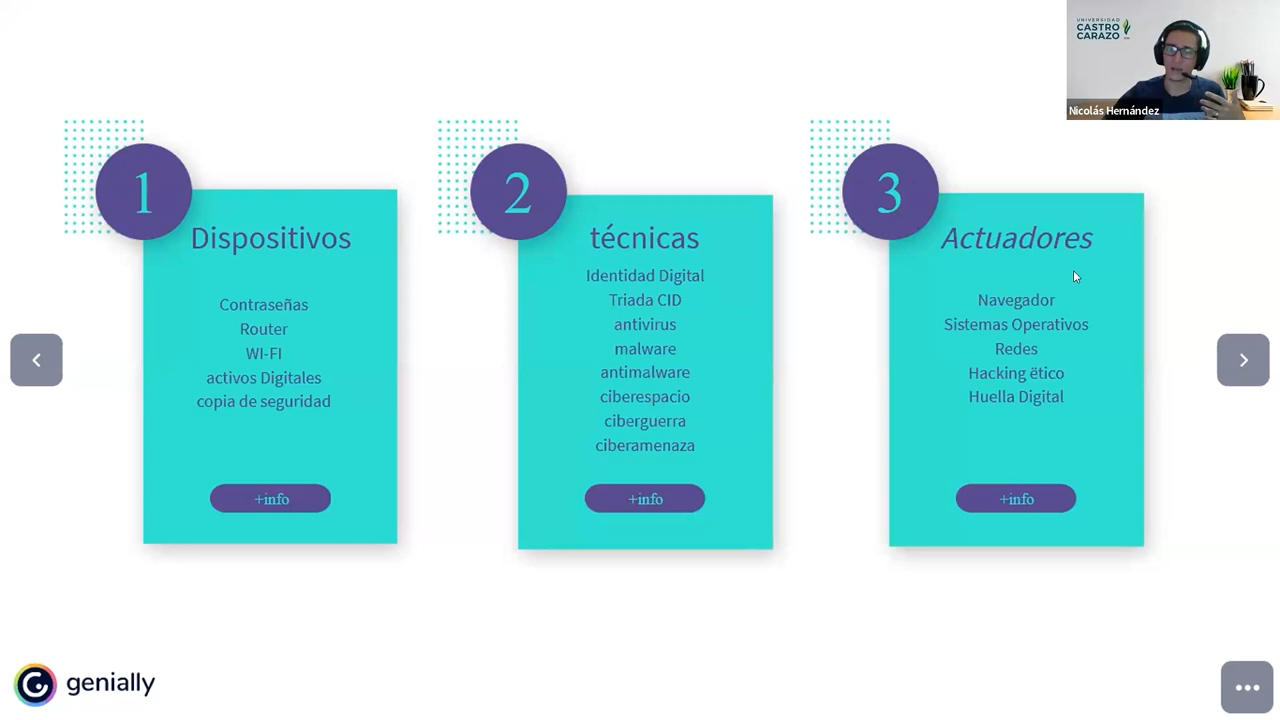 UNIVERSIDAD
CASTRO
CARAZO
Nicolás Hernández
1
Dispositivos
Contraseñas
Router
WI-FI
activos Digitales
copia de seguridad
+info
2
técnicas
Identidad Digital
Triada CID
antivirus
malware
antimalware
ciberespacio
ciberguerra
ciberamenaza
+info
3
Actuadores
Navegador
Sistemas Operativos
Redes
Hacking ëtico
Huella Digital
+info
genially